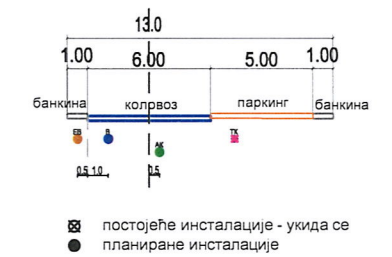 13.0
1.00 6.00 5.00 1.00
банкина колрвоз паркинг банкина
ЕВ В АК ТК
0.5 1.0 0.5
постојеће инсталације - укида се
планиране инсталације